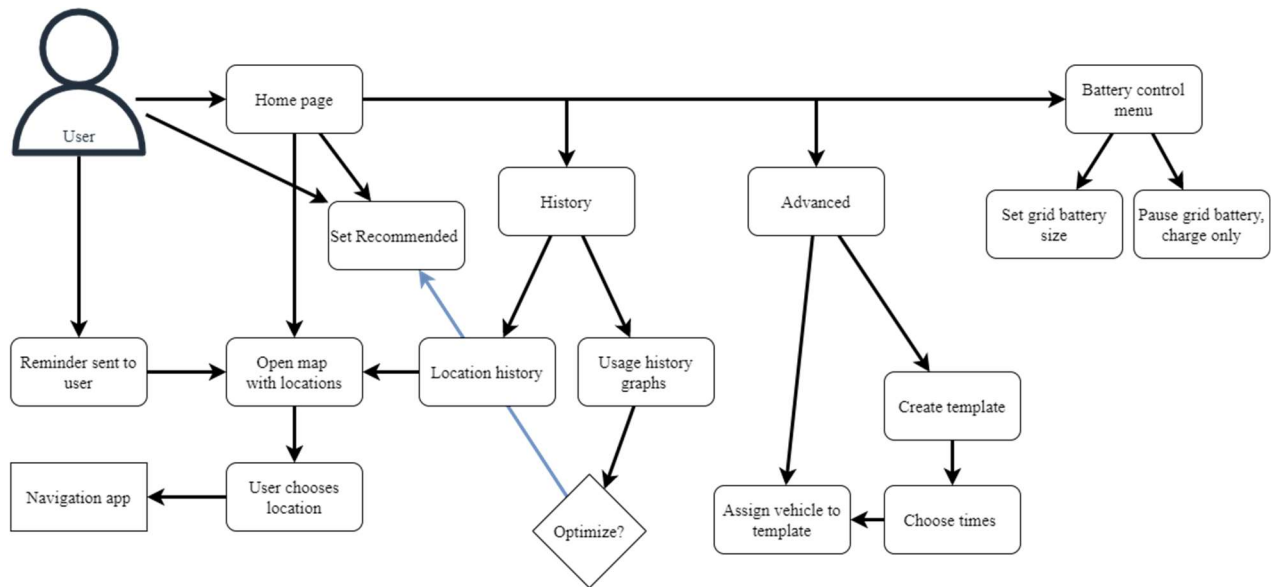 User
Home page
Battery control
menu
History
Advanced
Set Recommended
Set grid battery
size
Pause grid battery,
charge only
Reminder sent to
user
Open map
with locations
Location history
Usage history
graphs
Create template
Navigation app
User chooses
location
Optimize?
Assign vehicle to
template
Choose times